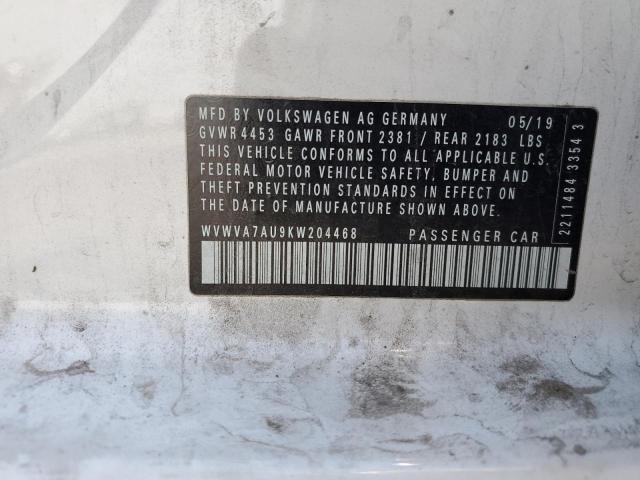 MFD BY VOLKSWAGEN AG GERMANY 05/19
GVWR 4453 GAWR FRONT 2381 / REAR 2183 LBS
THIS VEHICLE CONFORMS TO ALL APPLICABLE U.S.
FEDERAL MOTOR VEHICLE SAFETY, BUMPER AND
THEFT PREVENTION STANDARDS IN EFFECT ON
THE DATE OF MANUFACTURE SHOWN ABOVE.
WVWVA7AU9KW204468 PASSENGER CAR
2211484 3354 3